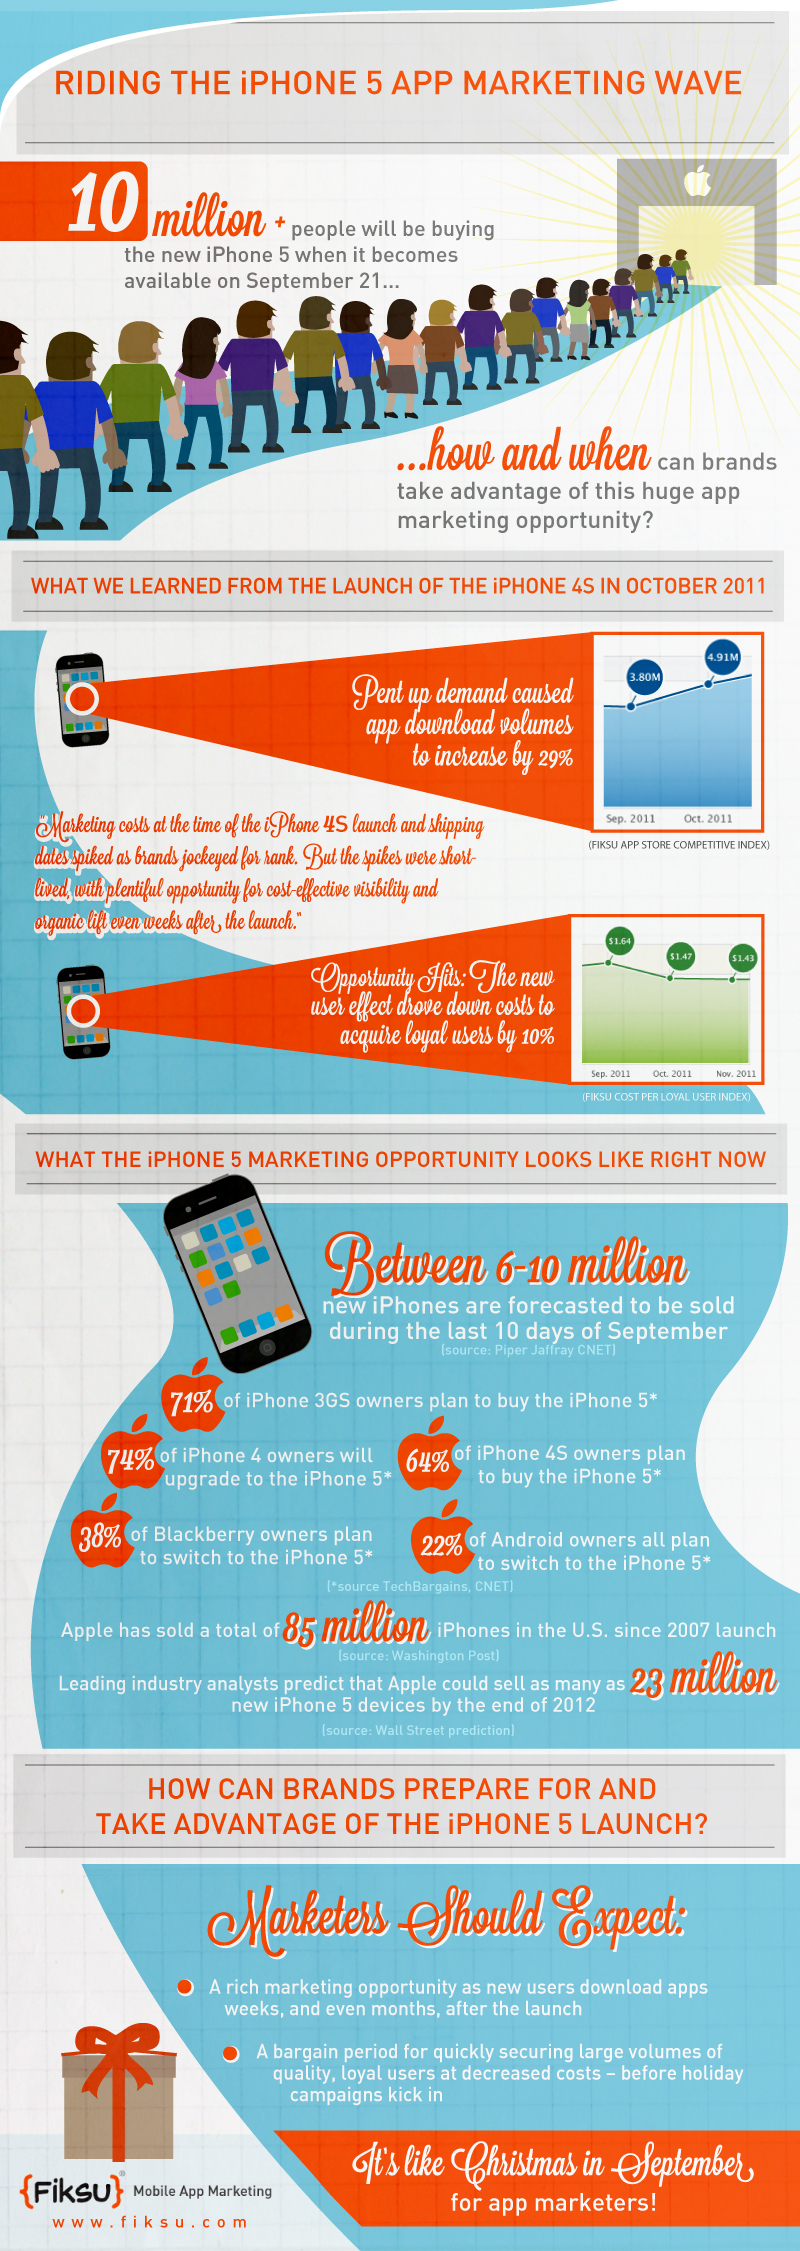 RIDING THE iPHONE 5 APP MARKETING WAVE
10 million + people will be buying
the new iPhone 5 when it becomes
available on September 21...
...how and when can brands
take advantage of this huge app
marketing opportunity?
WHAT WE LEARNED FROM THE LAUNCH OF THE iPHONE 4S IN OCTOBER 2011
Pent up demand caused
app download volumes
to increase by 29%
3.80M
4.91M
Sep. 2011 Oct. 2011
(FIKSU APP STORE COMPETITIVE INDEX)
"Marketing costs at the time of the iPhone 4S launch and shipping
dates spiked as brands jockeyed for rank. But the spikes were short-
lived, with plentiful opportunity for cost-effective visibility and
organic lift even weeks after, the launch."
Opportunity Hits: The new
user effect drove down costs to
acquire loyal users by 10%
$1.64
$1.47
$1.43
Sep. 2011 Oct. 2011 Nov. 2011
(FIKSU COST PER LOYAL USER INDEX)
WHAT THE iPHONE 5 MARKETING OPPORTUNITY LOOKS LIKE RIGHT NOW
Between 6-10 million
new iPhones are forecasted to be sold
during the last 10 days of September
(source: Piper Jaffray CNET)
71% of iPhone 3GS owners plan to buy the iPhone 5*
74% of iPhone 4 owners will
upgrade to the iPhone 5*
64% of iPhone 4S owners plan
to buy the iPhone 5*
38% of Blackberry owners plan
to switch to the iPhone 5*
22% of Android owners all plan
to switch to the iPhone 5*
(*source TechBargains, CNET)
Apple has sold a total of 85 million iPhones in the U.S. since 2007 launch
(source: Washington Post)
Leading industry analysts predict that Apple could sell as many as 23 million
new iPhone 5 devices by the end of 2012
(source: Wall Street prediction)
HOW CAN BRANDS PREPARE FOR AND
TAKE ADVANTAGE OF THE iPHONE 5 LAUNCH?
Marketers Should Expect:
A rich marketing opportunity as new users download apps
weeks, and even months, after the launch
A bargain period for quickly securing large volumes of
quality, loyal users at decreased costs – before holiday
campaigns kick in
It's like Christmas in September
for app marketers!
{Fiksu}® Mobile App Marketing
www.fiksu.com